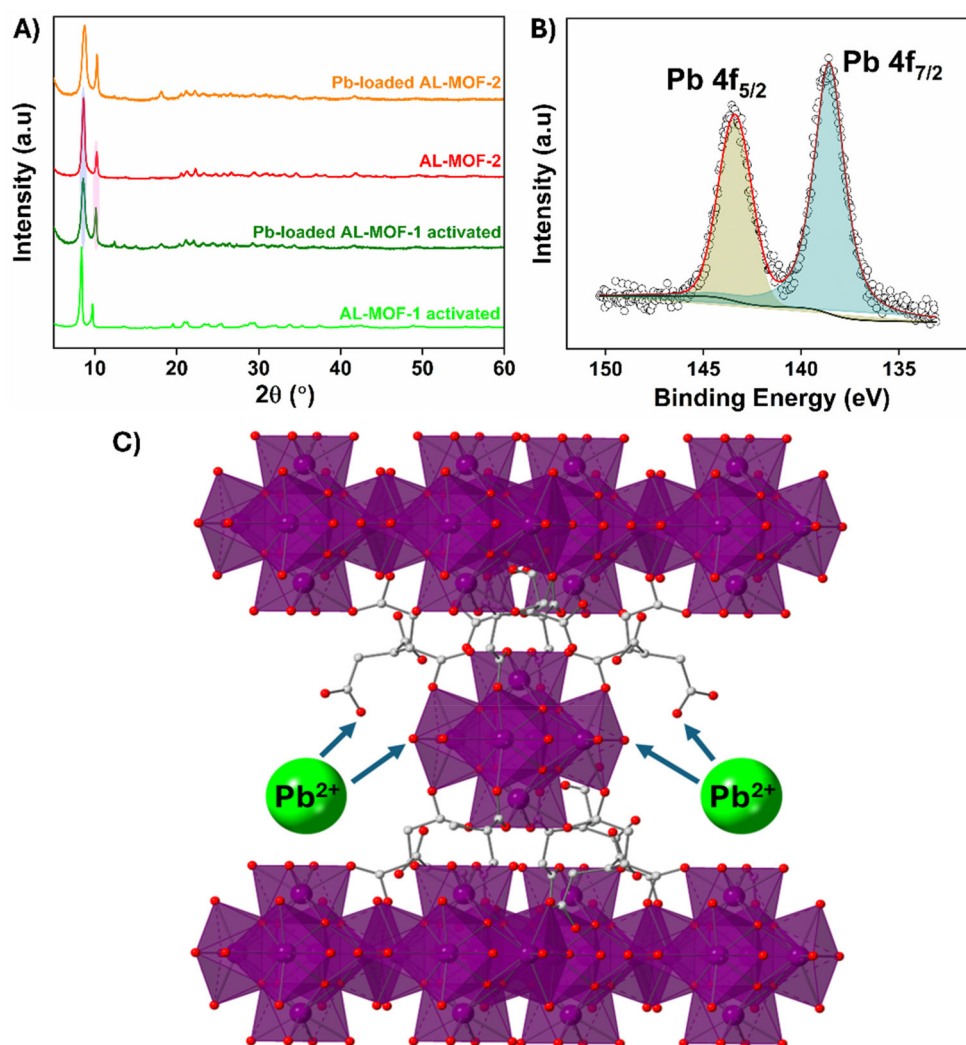 A)
Intensity (a.u)
Pb-loaded AL-MOF-2
AL-MOF-2
Pb-loaded AL-MOF-1 activated
AL-MOF-1 activated
10 20 30 40 50 60
2θ (°)
B)
Intensity (a.u)
Pb 4f5/2
Pb 4f7/2
150 145 140 135
Binding Energy (eV)
C)
Pb2+
Pb2+